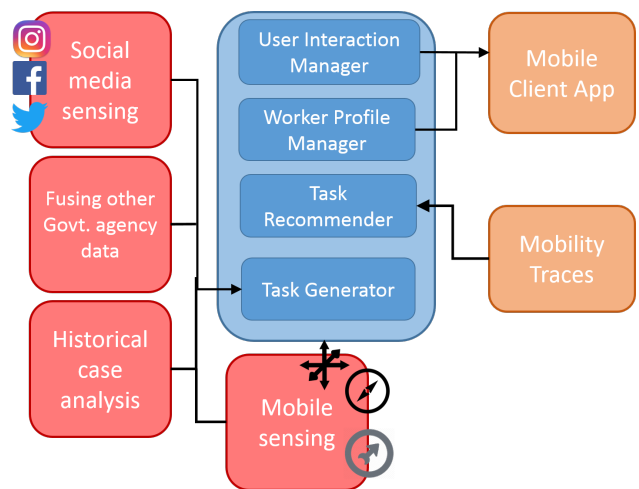 Social
media
sensing
Fusing other
Govt. agency
data
Historical
case
analysis
User Interaction
Manager
Worker Profile
Manager
Task
Recommender
Task Generator
Mobile
sensing
Mobile
Client App
Mobility
Traces